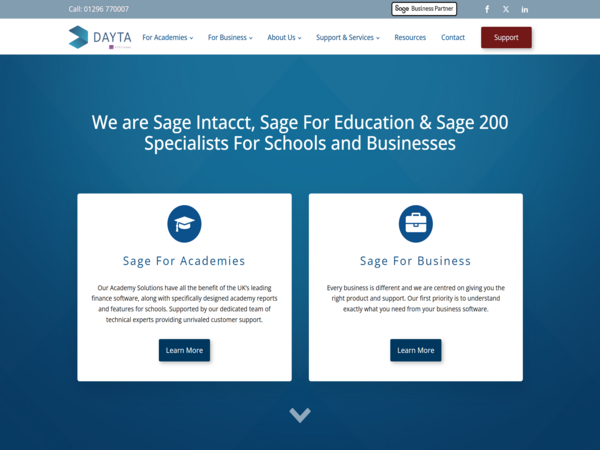 Call: 01296 770007
Sage Business Partner
DAYTA
For Academies
For Business
About Us
Support & Services
Resources
Contact
Support
We are Sage Intacct, Sage For Education & Sage 200
Specialists For Schools and Businesses
Sage For Academies
Our Academy Solutions have all the benefit of the UK's leading
finance software, along with specifically designed academy reports
and features for schools. Supported by our dedicated team of
technical experts providing unrivaled customer support.
Learn More
Sage For Business
Every business is different and we are centred on giving you the
right product and support. Our first priority is to understand
exactly what you need from your business software.
Learn More